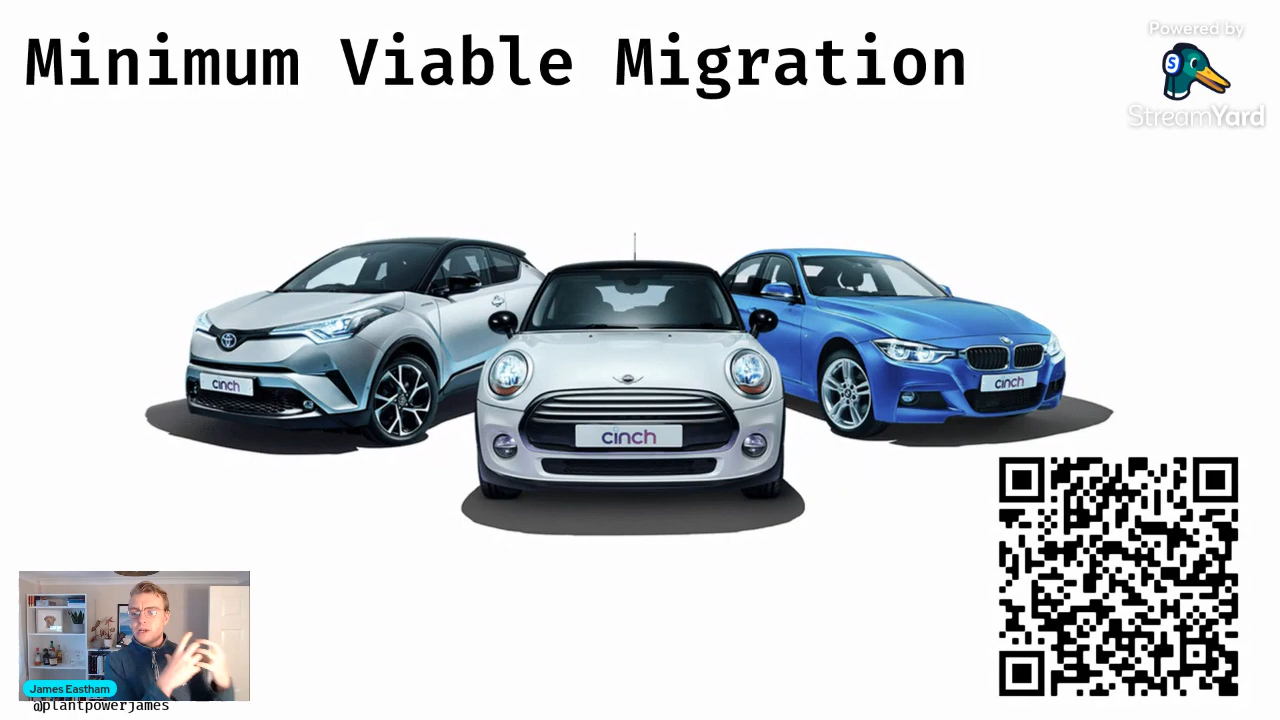 Minimum Viable Migration
Powered by
StreamYard
cinch
cinch
cinch
James Eastham
@plantpowerjames